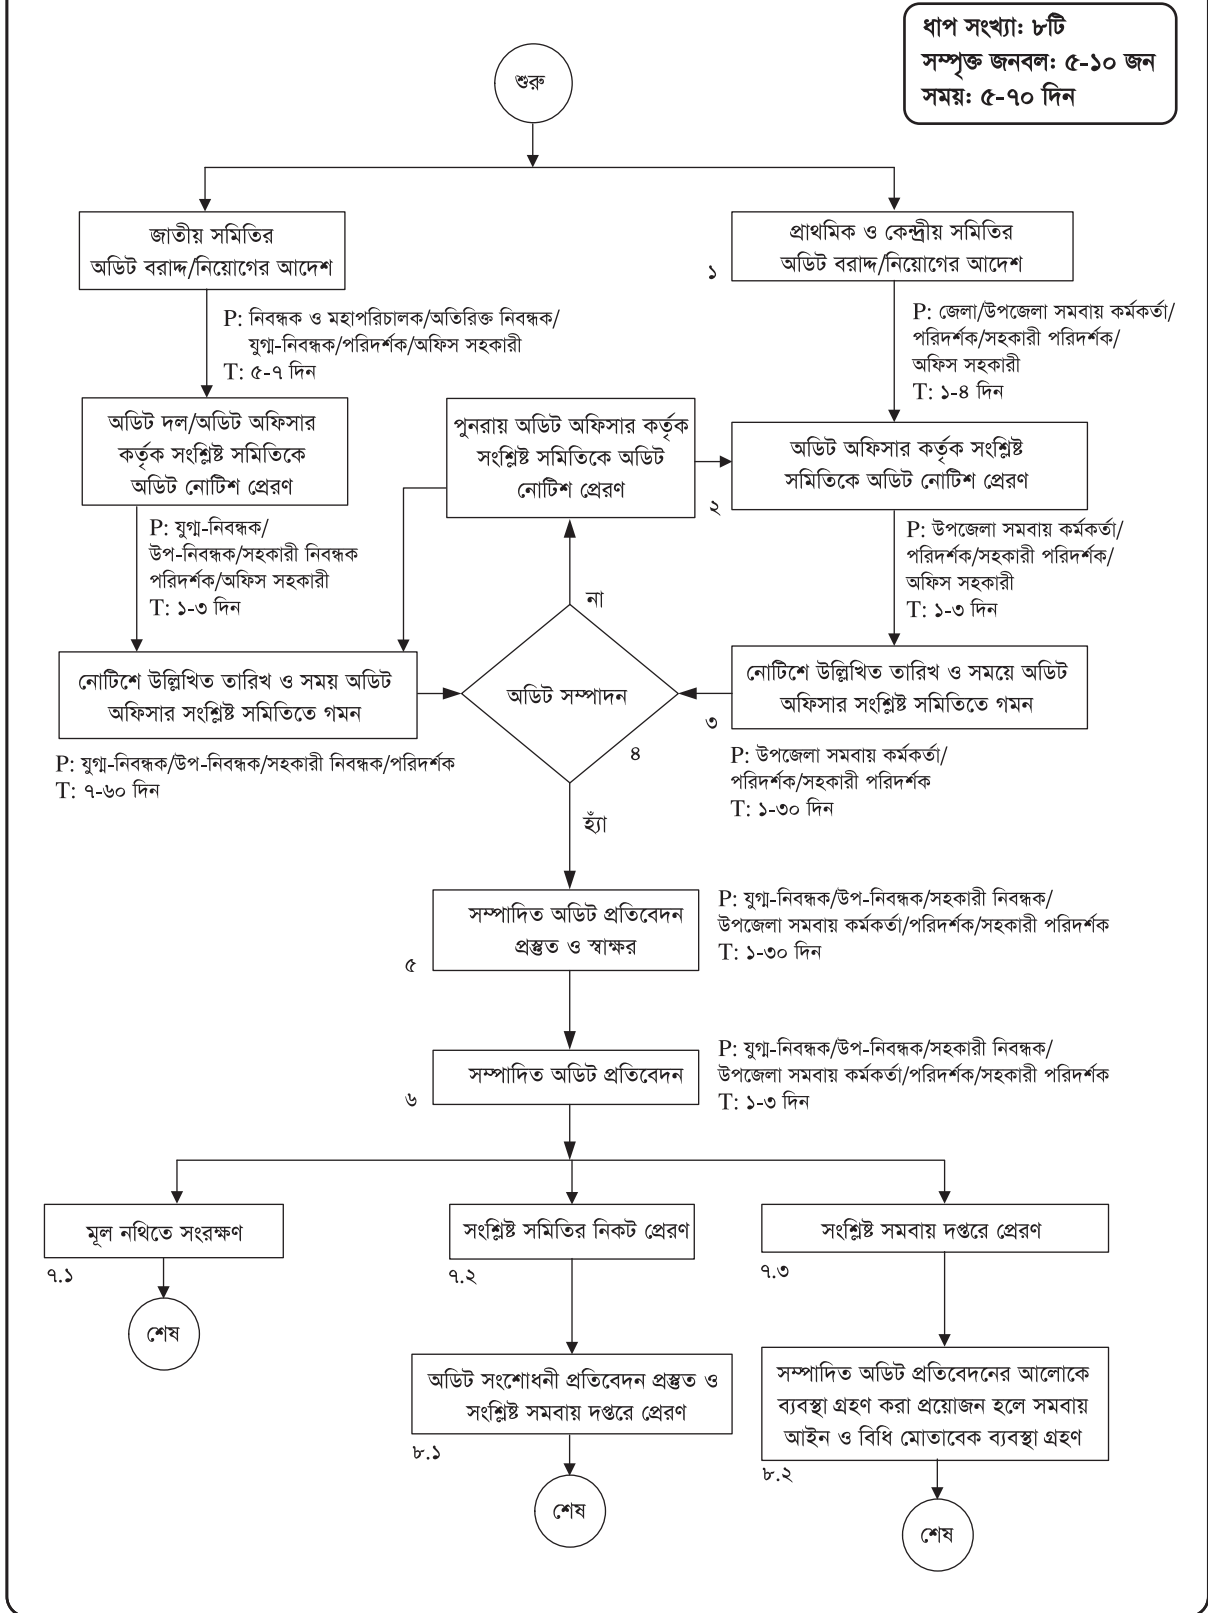 ধাপ সংখ্যা: ৮টি
সম্পৃক্ত জনবল: ৫-১০ জন
সময়: ৫-৭০ দিন
শুরু
জাতীয় সমিতির
অডিট বরাদ্দ/নিয়োগের আদেশ
প্রাথমিক ও কেন্দ্রীয় সমিতির
অডিট বরাদ্দ/নিয়োগের আদেশ
১
P: নিবন্ধক ও মহাপরিচালক/অতিরিক্ত নিবন্ধক/
যুগ্ম-নিবন্ধক/পরিদর্শক/অফিস সহকারী
T: ৫-৭ দিন
P: জেলা/উপজেলা সমবায় কর্মকর্তা/
পরিদর্শক/সহকারী পরিদর্শক/
অফিস সহকারী
T: ১-৪ দিন
অডিট দল/অডিট অফিসার
কর্তৃক সংশ্লিষ্ট সমিতিকে
অডিট নোটিশ প্রেরণ
পুনরায় অডিট অফিসার কর্তৃক
সংশ্লিষ্ট সমিতিকে অডিট
নোটিশ প্রেরণ
অডিট অফিসার কর্তৃক সংশ্লিষ্ট
সমিতিকে অডিট নোটিশ প্রেরণ
২
P: যুগ্ম-নিবন্ধক/
উপ-নিবন্ধক/সহকারী নিবন্ধক
পরিদর্শক/অফিস সহকারী
T: ১-৩ দিন
P: উপজেলা সমবায় কর্মকর্তা/
পরিদর্শক/সহকারী পরিদর্শক/
অফিস সহকারী
T: ১-৩ দিন
না
নোটিশে উল্লিখিত তারিখ ও সময় অডিট
অফিসার সংশ্লিষ্ট সমিতিতে গমন
অডিট সম্পাদন
৪
নোটিশে উল্লিখিত তারিখ ও সময়ে অডিট
অফিসার সংশ্লিষ্ট সমিতিতে গমন
৩
P: যুগ্ম-নিবন্ধক/উপ-নিবন্ধক/সহকারী নিবন্ধক/পরিদর্শক
T: ৭-৬০ দিন
P: উপজেলা সমবায় কর্মকর্তা/
পরিদর্শক/সহকারী পরিদর্শক
T: ১-৩০ দিন
হ্যাঁ
সম্পাদিত অডিট প্রতিবেদন
প্রস্তুত ও স্বাক্ষর
৫
P: যুগ্ম-নিবন্ধক/উপ-নিবন্ধক/সহকারী নিবন্ধক/
উপজেলা সমবায় কর্মকর্তা/পরিদর্শক/সহকারী পরিদর্শক
T: ১-৩০ দিন
সম্পাদিত অডিট প্রতিবেদন
৬
P: যুগ্ম-নিবন্ধক/উপ-নিবন্ধক/সহকারী নিবন্ধক/
উপজেলা সমবায় কর্মকর্তা/পরিদর্শক/সহকারী পরিদর্শক
T: ১-৩ দিন
মূল নথিতে সংরক্ষণ
৭.১
সংশ্লিষ্ট সমিতির নিকট প্রেরণ
৭.২
সংশ্লিষ্ট সমবায় দপ্তরে প্রেরণ
৭.৩
শেষ
অডিট সংশোধনী প্রতিবেদন প্রস্তুত ও
সংশ্লিষ্ট সমবায় দপ্তরে প্রেরণ
৮.১
সম্পাদিত অডিট প্রতিবেদনের আলোকে
ব্যবস্থা গ্রহণ করা প্রয়োজন হলে সমবায়
আইন ও বিধি মোতাবেক ব্যবস্থা গ্রহণ
৮.২
শেষ
শেষ